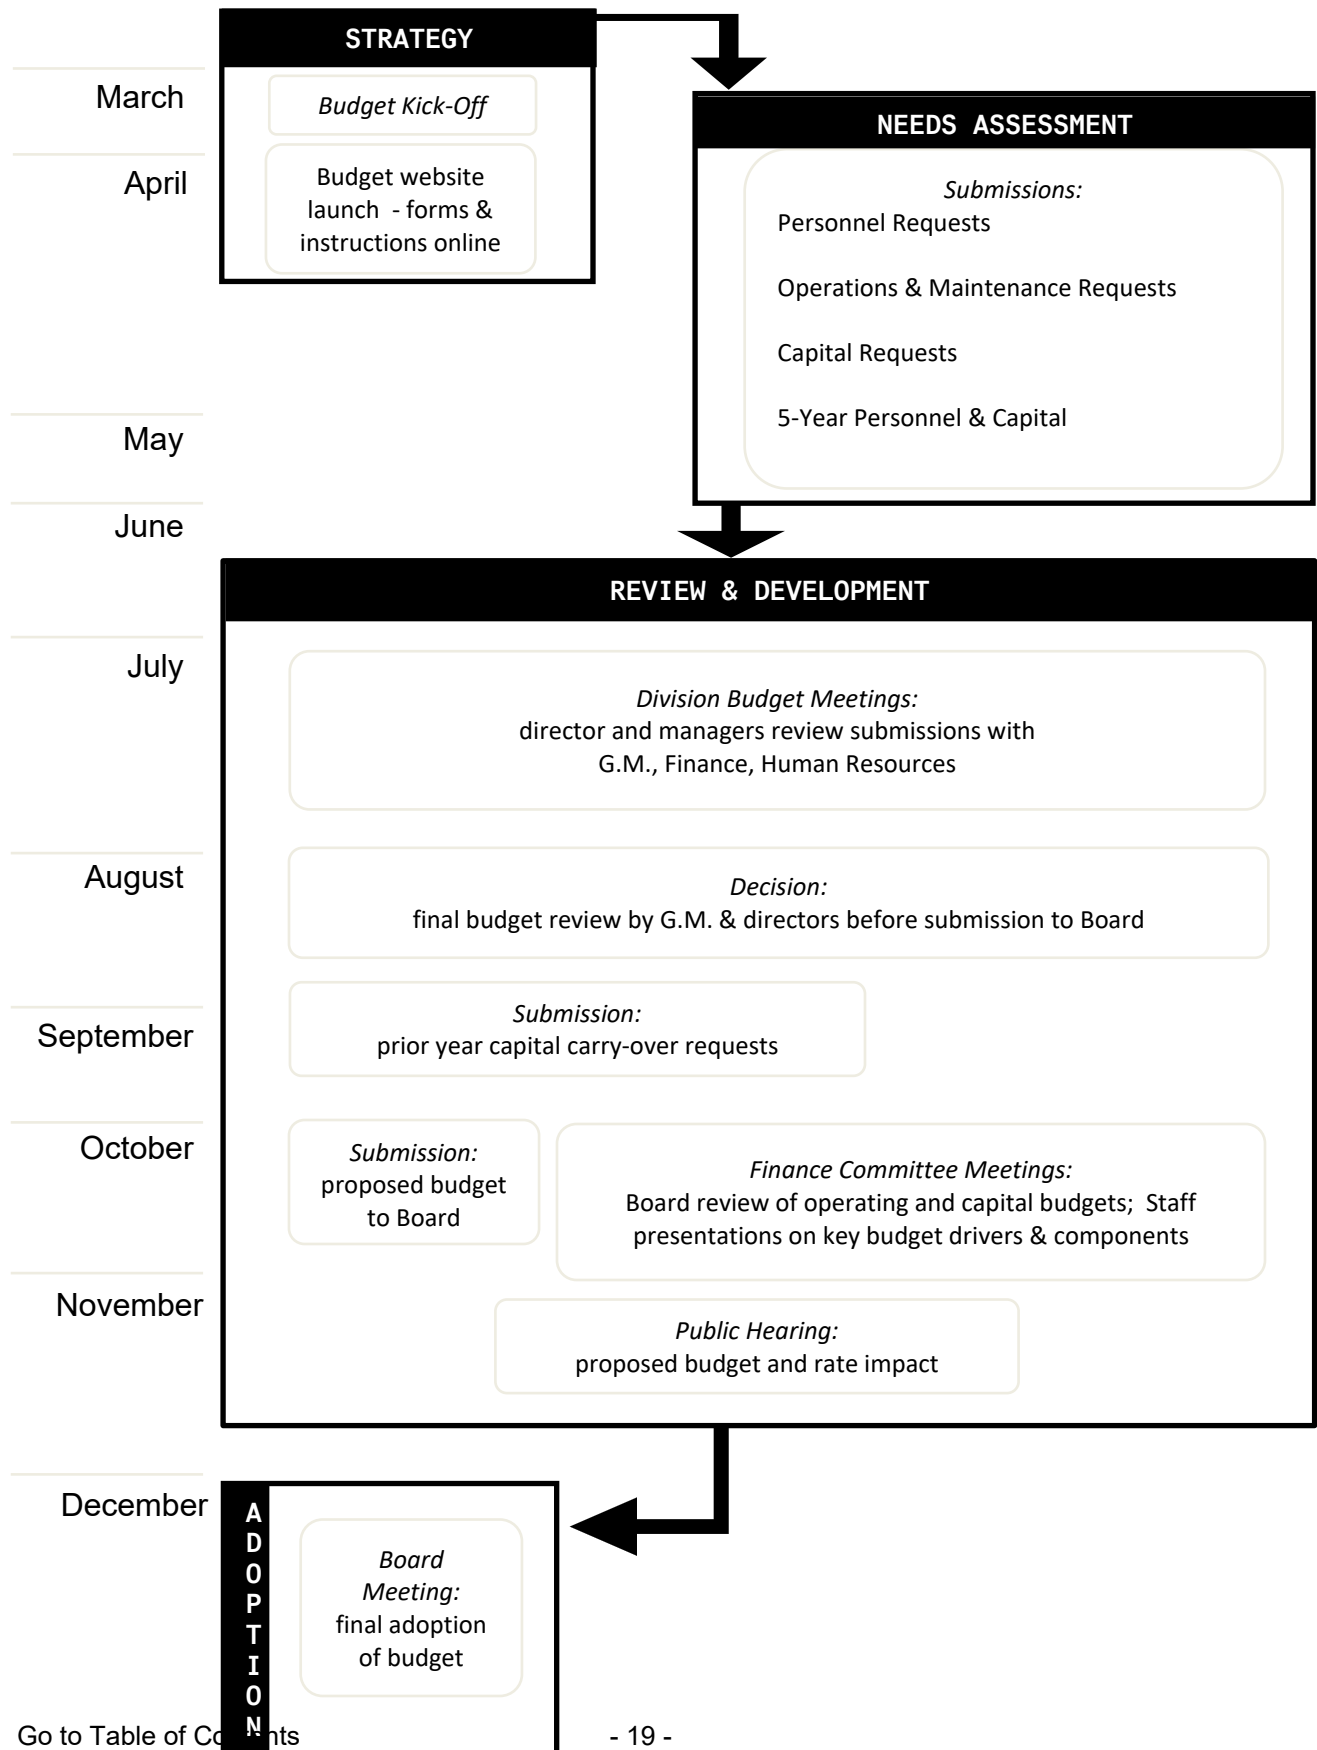 STRATEGY
March
Budget Kick-Off
NEEDS ASSESSMENT
April
Budget website
launch - forms &
instructions online
Submissions:
Personnel Requests
Operations & Maintenance Requests
Capital Requests
5-Year Personnel & Capital
May
June
REVIEW & DEVELOPMENT
July
Division Budget Meetings:
director and managers review submissions with
G.M., Finance, Human Resources
August
Decision:
final budget review by G.M. & directors before submission to Board
September
Submission:
prior year capital carry-over requests
October
Submission:
proposed budget
to Board
Finance Committee Meetings:
Board review of operating and capital budgets;  Staff
presentations on key budget drivers & components
November
Public Hearing:
proposed budget and rate impact
December
ADOPTION
Board
Meeting:
final adoption
of budget
Go to Table of
- 19 -